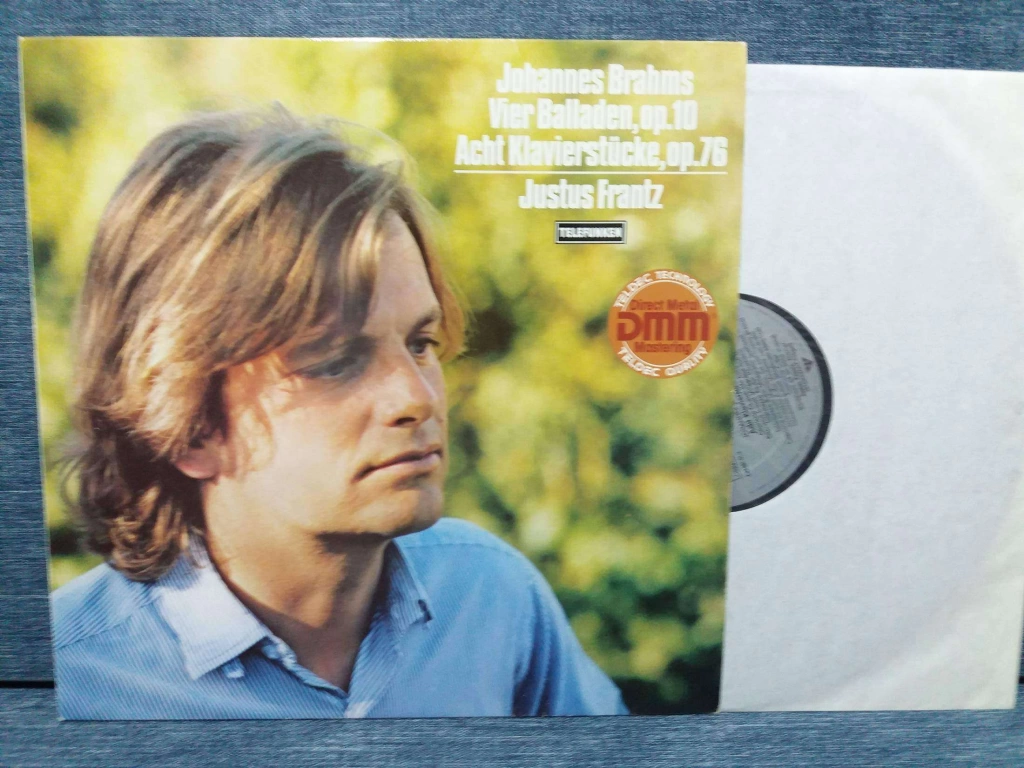 Johannes Brahms
Vier Balladen, op.10
Acht Klavierstücke, op.76
Justus Frantz
TELEFUNKEN
TELDEC TECHNOLOGY
Direct Metal
DMM
Mastering
TELDEC QUALITY